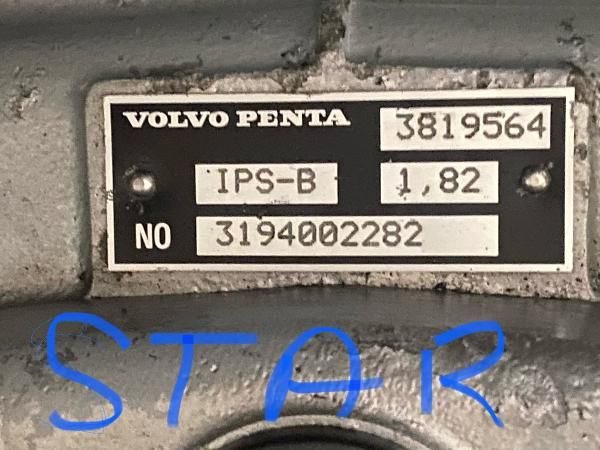 VOLVO PENTA 3819564
IPS-B 1,82
NO 3194002282
STAR